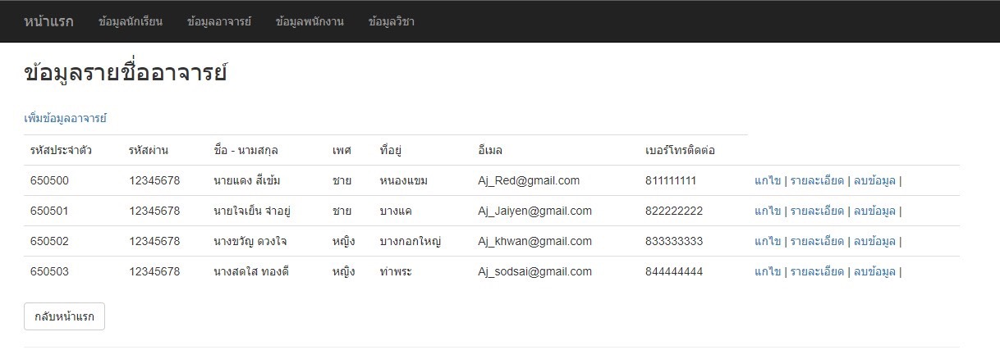 หน้าแรก ข้อมูลนักเรียน ข้อมูลอาจารย์ ข้อมูลพนักงาน ข้อมูลวิชา
ข้อมูลรายชื่ออาจารย์
เพิ่มข้อมูลอาจารย์
รหัสประจำตัว รหัสผ่าน ชื่อ - นามสกุล เพศ ที่อยู่ อีเมล เบอร์โทรติดต่อ
650500 12345678 นายแดง สีเข้ม ชาย หนองแขม Aj_Red@gmail.com 811111111 แกไข | รายละเอียด | ลบข้อมูล |
650501 12345678 นายใจเย็น จำอยู่ ชาย บางแค Aj_Jaiyen@gmail.com 822222222 แกไข | รายละเอียด | ลบข้อมูล |
650502 12345678 นางขวัญ ดวงใจ หญิง บางกอกใหญ่ Aj_khwan@gmail.com 833333333 แกไข | รายละเอียด | ลบข้อมูล |
650503 12345678 นางสดใส ทองดี หญิง ท่าพระ Aj_sodsai@gmail.com 844444444 แกไข | รายละเอียด | ลบข้อมูล |
กลับหน้าแรก